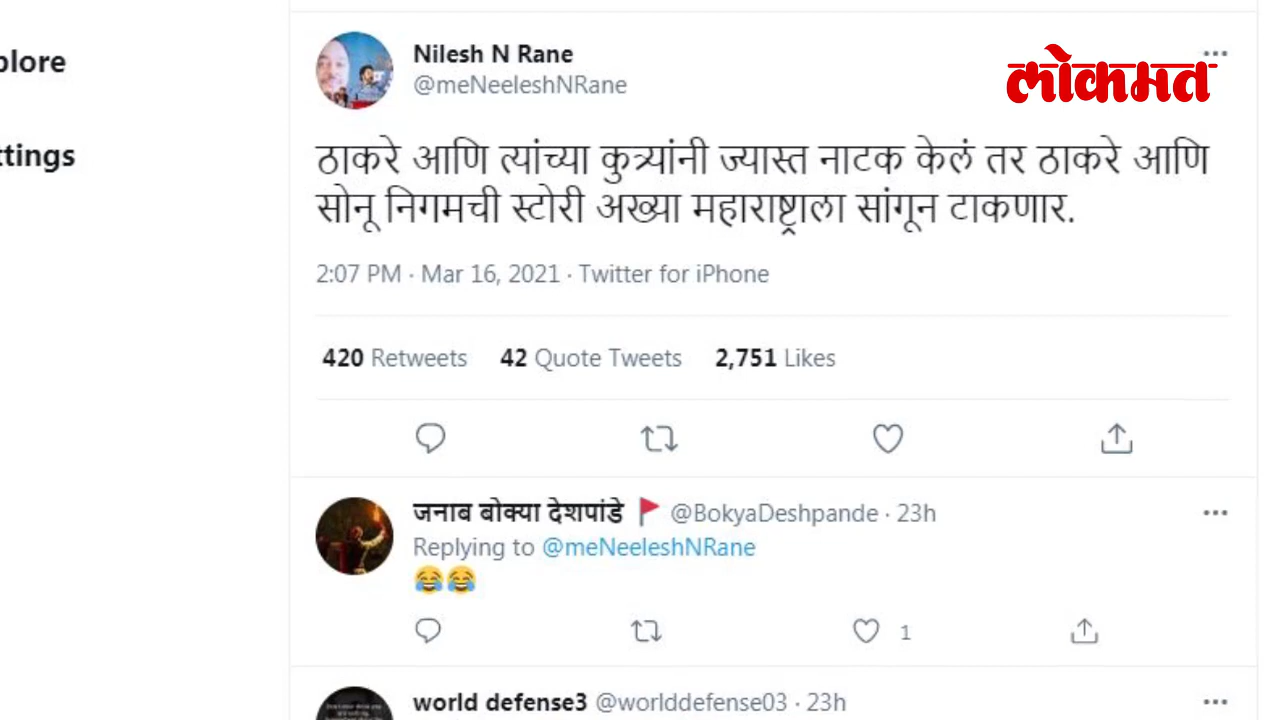 plore
ttings
Nilesh N Rane
@meNeeleshNRane
लोकमत
ठाकरे आणि त्यांच्या कुत्र्यांनी ज्यास्त नाटक केलं तर ठाकरे आणि
सोनू निगमची स्टोरी अख्या महाराष्ट्राला सांगून टाकणार.
2:07 PM · Mar 16, 2021 · Twitter for iPhone
420 Retweets 42 Quote Tweets 2,751 Likes
जनाब बोक्या देशपांडे 🚩 @BokyaDeshpande · 23h
Replying to @meNeeleshNRane
😂😂
1
world defense3 @worlddefense03 · 23h